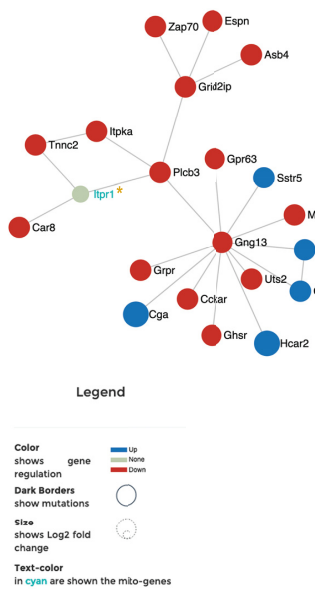 Zap70
Espn
Asb4
Grid2ip
Itpka
Tnnc2
Plcb3
Gpr63
Sstr5
Itpr1*
M
Car8
Gng13
Grpr
Uts2
Cckar
Cga
Ghsr
Hcar2
Legend
Color
shows gene
regulation
Up
None
Down
Dark Borders
show mutations
Size
shows Log2 fold
change
Text-color
in cyan are shown the mito-genes